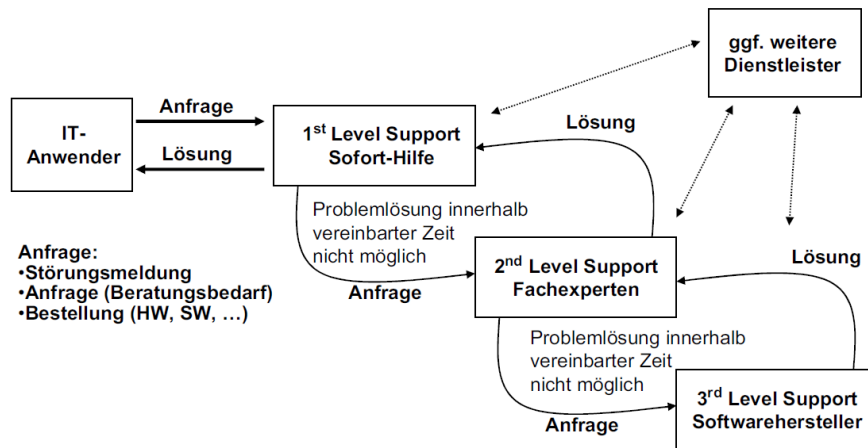 ggf. weitere
Dienstleister
Anfrage
IT-
Anwender
Lösung
1st Level Support
Sofort-Hilfe
Lösung
Problemlösung innerhalb
vereinbarter Zeit
nicht möglich
Anfrage
Anfrage:
•Störungsmeldung
•Anfrage (Beratungsbedarf)
•Bestellung (HW, SW, ...)
2nd Level Support
Fachexperten
Lösung
Problemlösung innerhalb
vereinbarter Zeit
nicht möglich
Anfrage
3rd Level Support
Softwarehersteller